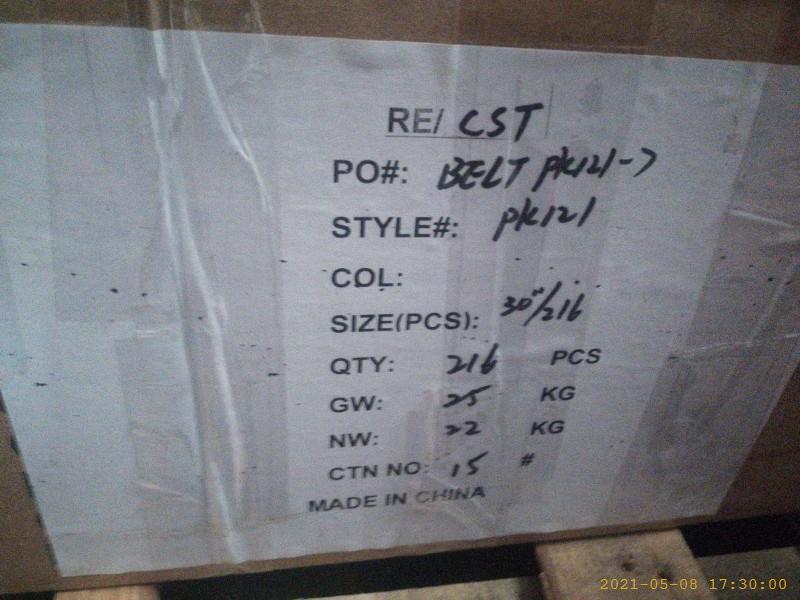 RE/ CST
PO#: BELT pk121->
STYLE#: pk121
COL:
SIZE(PCS): 30"/216
QTY: 216 PCS
GW: 25 KG
NW: 22 KG
CTN NO: 15 #
MADE IN CHINA
2021-05-08 17:30:00